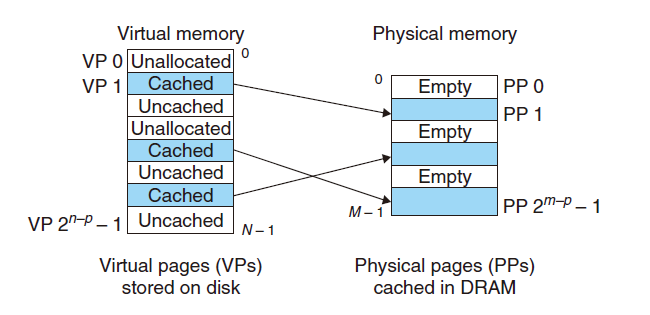 Virtual memory
VP 0 Unallocated 0
VP 1 Cached
Uncached
Unallocated
Cached
Uncached
Cached
VP 2^{n–p} – 1 Uncached N – 1
Virtual pages (VPs)
stored on disk
Physical memory
0 Empty PP 0
PP 1
Empty
Empty
M – 1 PP 2^{m–p} – 1
Physical pages (PPs)
cached in DRAM